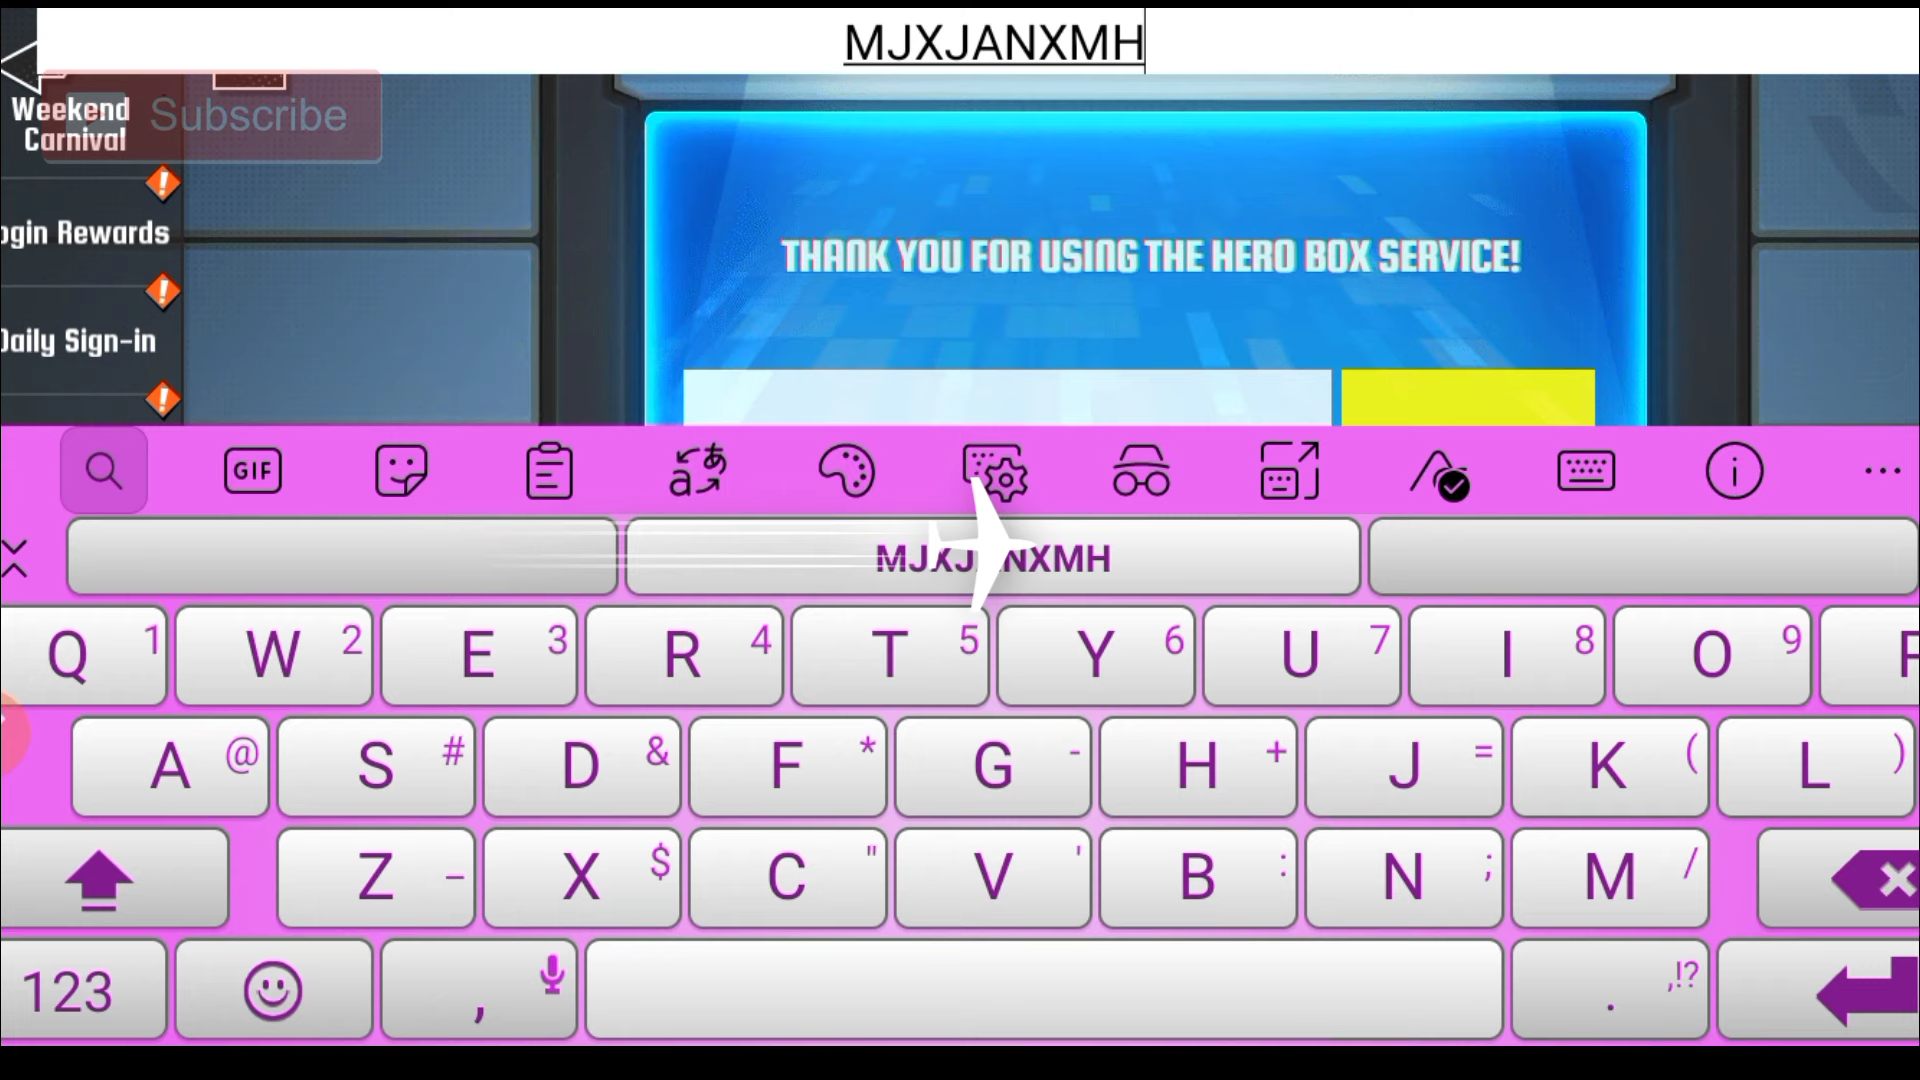 MJXJANXMH
Weekend
Carnival
Subscribe
ogin Rewards
Daily Sign-in
THANK YOU FOR USING THE HERO BOX SERVICE!
GIF
MJXJANXMH
Q 1 W 2 E 3 R 4 T 5 Y 6 U 7 I 8 O 9 P
A @ S # D & F * G - H + J = K ( L )
Z _ X $ C " V ' B : N ; M /
123 , . ,!?